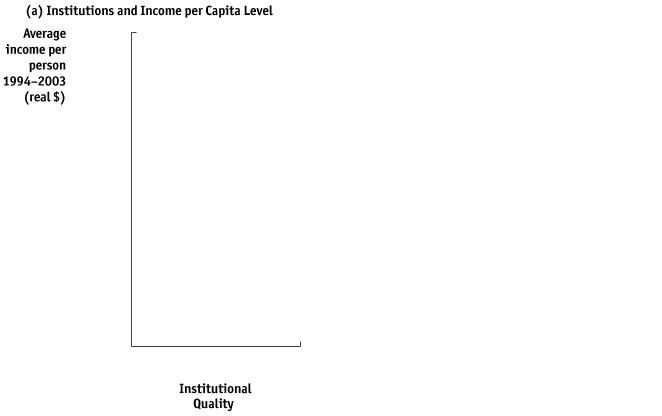 (a) Institutions and Income per Capita Level
Average
income per
person
1994–2003
(real $)
Institutional
Quality